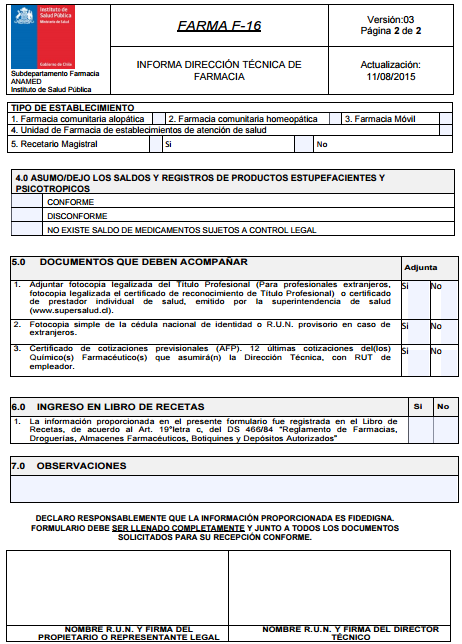 Instituto de
Salud Pública
Ministerio de Salud
Gobierno de Chile
Subdepartamento Farmacia
ANAMED
Instituto de Salud Pública
FARMA F-16
Versión:03
Página 2 de 2
INFORMA DIRECCIÓN TÉCNICA DE
FARMACIA
Actualización:
11/08/2015
TIPO DE ESTABLECIMIENTO
1. Farmacia comunitaria alopática 2. Farmacia comunitaria homeopática 3. Farmacia Móvil
4. Unidad de Farmacia de establecimientos de atención de salud
5. Recetario Magistral Si No
4.0 ASUMO/DEJO LOS SALDOS Y REGISTROS DE PRODUCTOS ESTUPEFACIENTES Y
PSICOTROPICOS
CONFORME
DISCONFORME
NO EXISTE SALDO DE MEDICAMENTOS SUJETOS A CONTROL LEGAL
5.0 DOCUMENTOS QUE DEBEN ACOMPAÑAR Adjunta
1. Adjuntar fotocopia legalizada del Título Profesional (Para profesionales extranjeros, Si No
fotocopia legalizada el certificado de reconocimiento de Título Profesional) o certificado
de prestador individual de salud, emitido por la superintendencia de salud
(www.supersalud.cl).
2. Fotocopia simple de la cédula nacional de identidad o R.U.N. provisorio en caso de Si No
extranjeros.
3. Certificado de cotizaciones previsionales (AFP). 12 últimas cotizaciones del(los) Si No
Químico(s) Farmacéutico(s) que asumirá(n) la Dirección Técnica, con RUT de
empleador.
6.0 INGRESO EN LIBRO DE RECETAS Si No
1. La información proporcionada en el presente formulario fue registrada en el Libro de
Recetas, de acuerdo al Art. 19°letra c, del DS 466/84 "Reglamento de Farmacias,
Droguerías, Almacenes Farmacéuticos, Botiquines y Depósitos Autorizados"
7.0 OBSERVACIONES
DECLARO RESPONSABLEMENTE QUE LA INFORMACIÓN PROPORCIONADA ES FIDEDIGNA.
FORMULARIO DEBE SER LLENADO COMPLETAMENTE Y JUNTO A TODOS LOS DOCUMENTOS
SOLICITADOS PARA SU RECEPCIÓN CONFORME.
NOMBRE R.U.N. Y FIRMA DEL
PROPIETARIO O REPRESENTANTE LEGAL
NOMBRE R.U.N. Y FIRMA DEL DIRECTOR
TÉCNICO